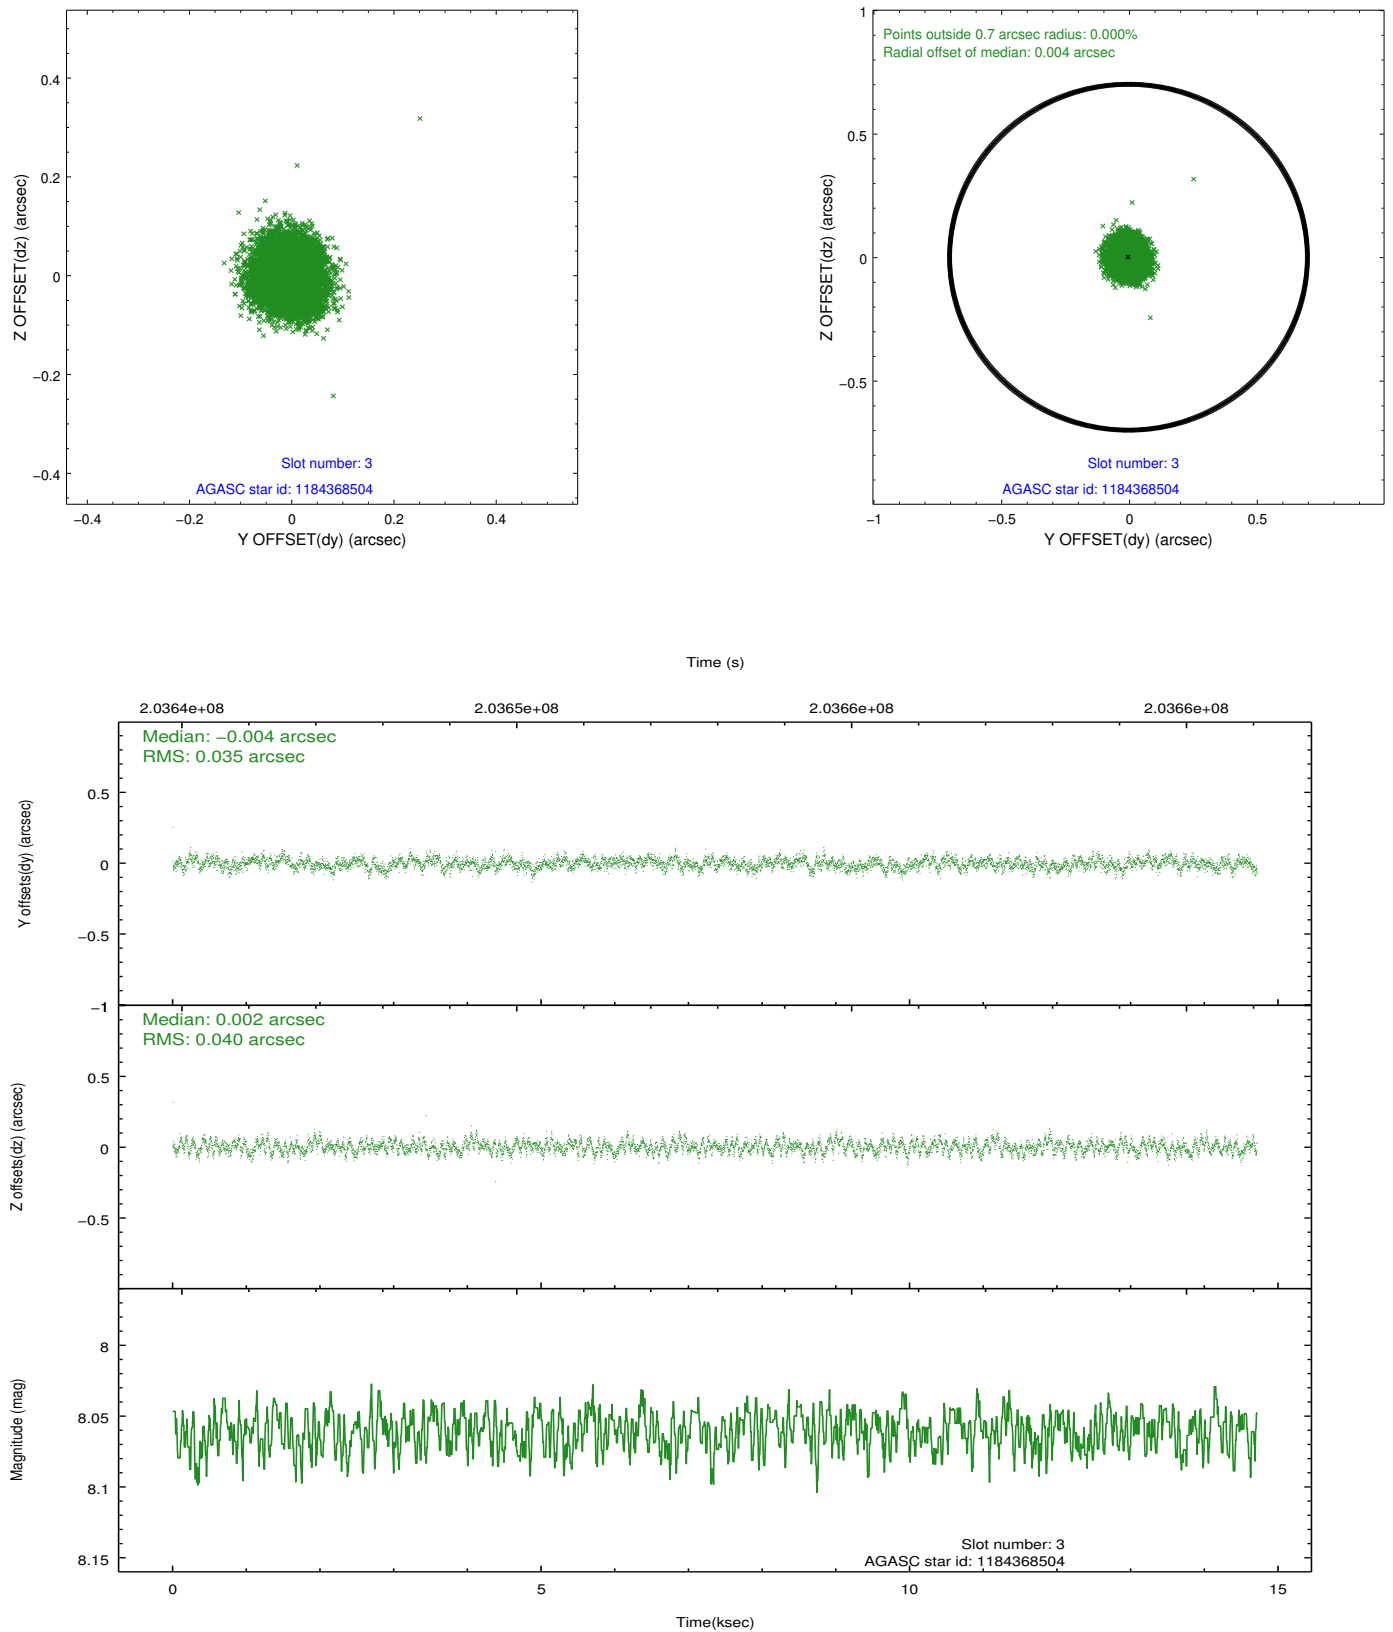 0.4
0.2
0
−0.2
−0.4
Z OFFSET(dz) (arcsec)
Slot number: 3
AGASC star id: 1184368504
−0.4 −0.2 0 0.2 0.4
Y OFFSET(dy) (arcsec)
1
0.5
0
−0.5
Z OFFSET(dz) (arcsec)
Points outside 0.7 arcsec radius: 0.000%
Radial offset of median: 0.004 arcsec
Slot number: 3
AGASC star id: 1184368504
−1 −0.5 0 0.5
Y OFFSET(dy) (arcsec)
Time (s)
2.0364e+08 2.0365e+08 2.0366e+08 2.0366e+08
Median: −0.004 arcsec
RMS: 0.035 arcsec
0.5
0
−0.5
−1
Y offsets(dy) (arcsec)
Median: 0.002 arcsec
RMS: 0.040 arcsec
0.5
0
−0.5
Z offsets(dz) (arcsec)
8
8.05
8.1
8.15
Magnitude (mag)
Slot number: 3
AGASC star id: 1184368504
0 5 10 15
Time(ksec)